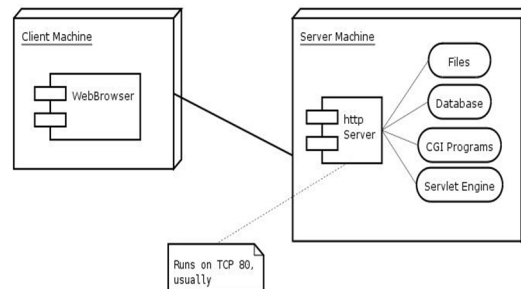 Client Machine
WebBrowser
Server Machine
http
Server
Files
Database
CGI Programs
Servlet Engine
Runs on TCP 80,
usually